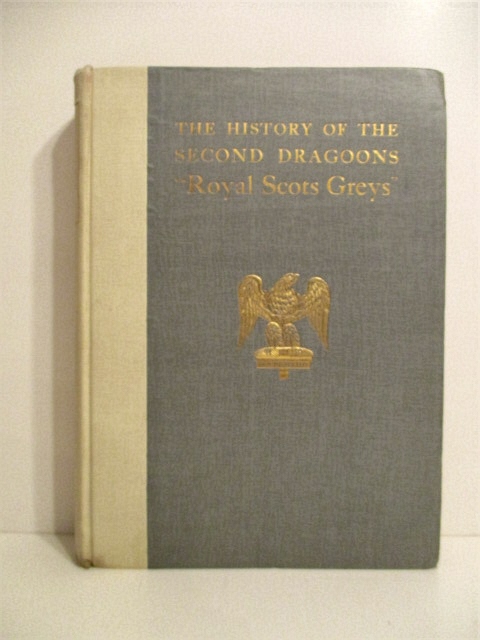 THE HISTORY OF THE
SECOND DRAGOONS
"Royal Scots Greys"